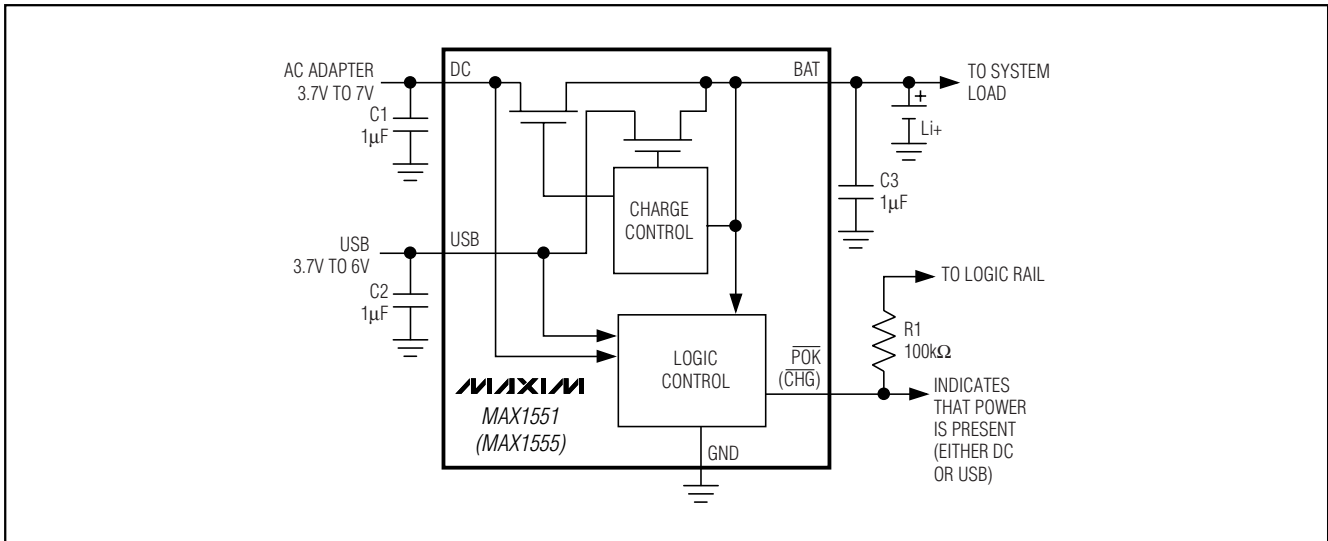 AC ADAPTER
3.7V TO 7V
C1
1µF
DC
BAT
TO SYSTEM
LOAD
+
Li+
C3
1µF
CHARGE
CONTROL
USB
3.7V TO 6V
USB
C2
1µF
TO LOGIC RAIL
R1
100kΩ
LOGIC
CONTROL
POK
(CHG)
INDICATES
THAT POWER
IS PRESENT
(EITHER DC
OR USB)
MAXIM
MAX1551
(MAX1555)
GND